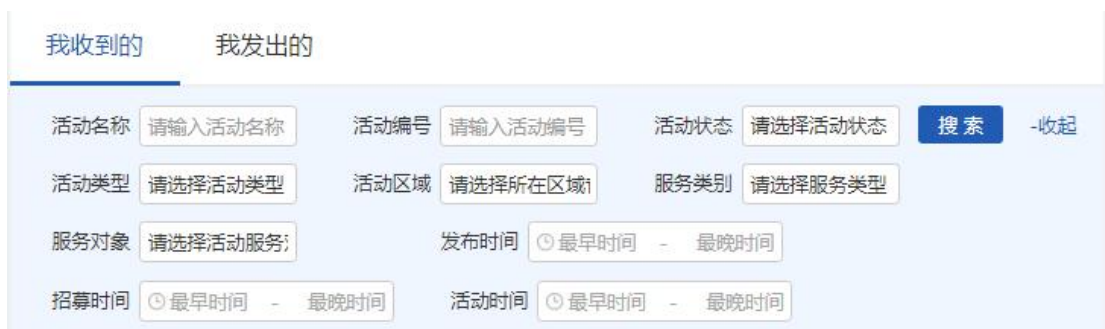 我收到的 我发出的
活动名称 请输入活动名称 活动编号 请输入活动编号 活动状态 请选择活动状态 搜索 -收起
活动类型 请选择活动类型 活动区域 请选择所在区域 服务类别 请选择服务类型
服务对象 请选择活动服务 发布时间 最早时间 - 最晚时间
招募时间 最早时间 - 最晚时间 活动时间 最早时间 - 最晚时间